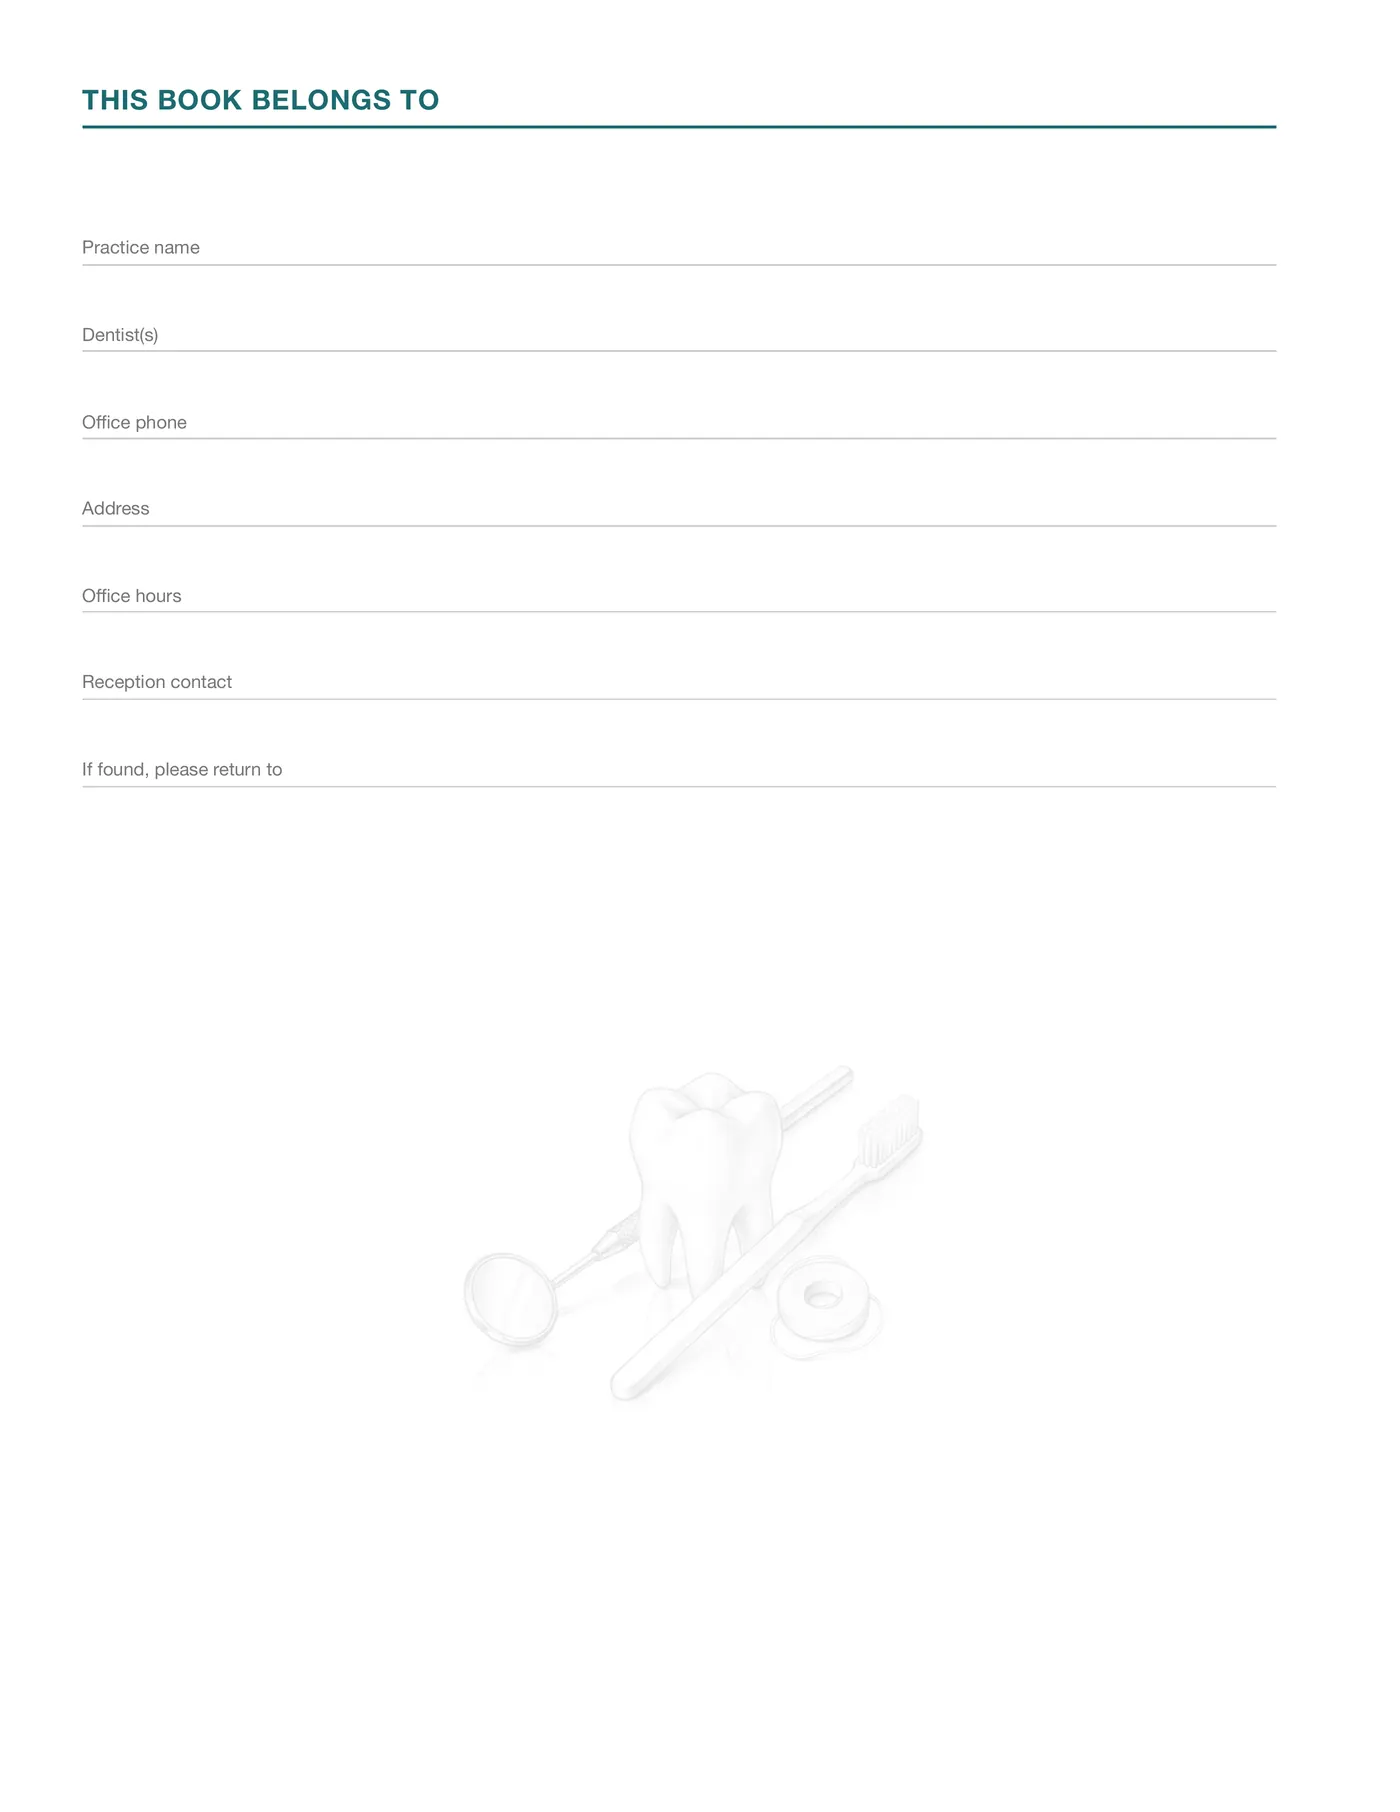 THIS BOOK BELONGS TO
Practice name
Dentist(s)
Office phone
Address
Office hours
Reception contact
If found, please return to